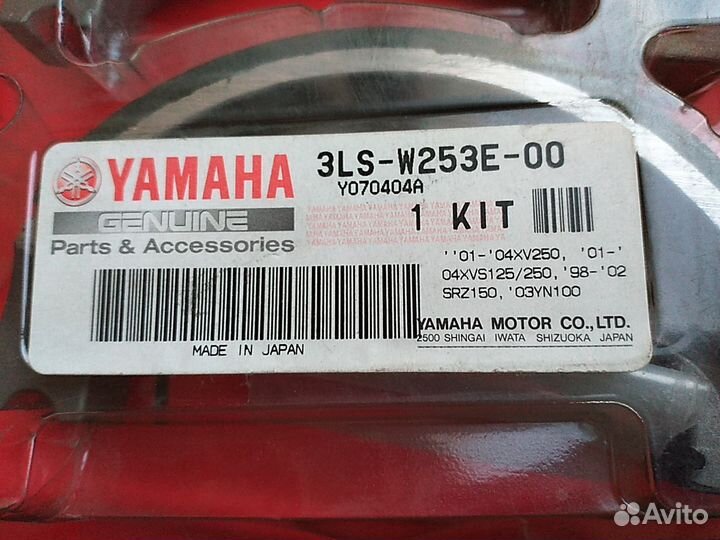 YAMAHA
GENUINE
Parts & Accessories
3LS-W253E-00
Y070404A
1 KIT
''01-'04XV250, '01-'
04XVS125/250, '98-'02
SRZ150, '03YN100
MADE IN JAPAN
YAMAHA MOTOR CO., LTD.
2500 SHINGAI IWATA SHIZUOKA JAPAN
Avito